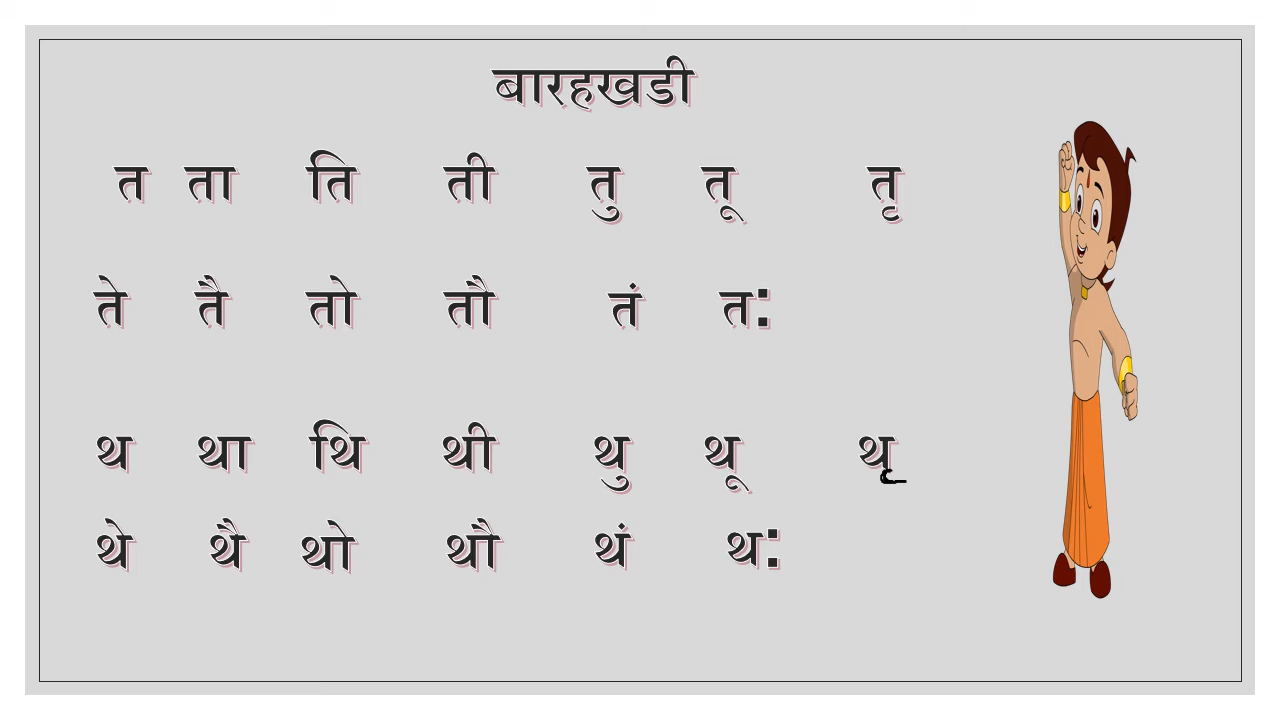 बारहखडी
त ता ति ती तु तू तृ
ते तै तो तौ तं त:
थ था थि थी थु थू थृ
थे थै थो थौ थं थ: